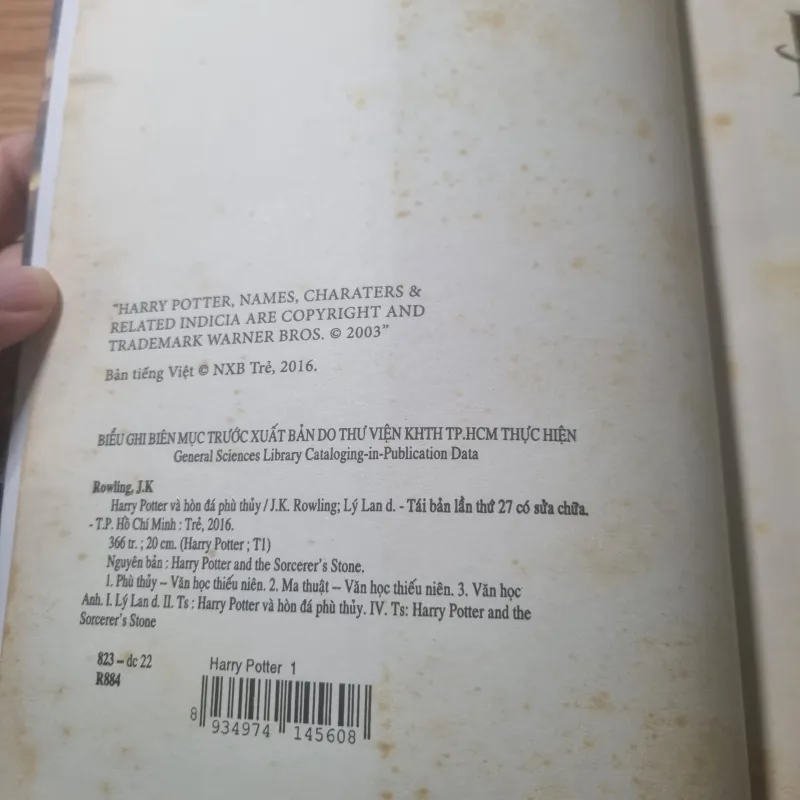 "HARRY POTTER, NAMES, CHARATERS &
RELATED INDICIA ARE COPYRIGHT AND
TRADEMARK WARNER BROS. © 2003"
Bản tiếng Việt © NXB Trẻ, 2016.
BIỂU GHI BIÊN MỤC TRƯỚC XUẤT BẢN DO THƯ VIỆN KHTH TP.HCM THỰC HIỆN
General Sciences Library Cataloging-in-Publication Data
Rowling, J.K
Harry Potter và hòn đá phù thủy / J.K. Rowling; Lý Lan d. - Tái bản lần thứ 27 có sửa chữa.
- T.P. Hồ Chí Minh : Trẻ, 2016.
366 tr. ; 20 cm. (Harry Potter ; T1)
Nguyên bản : Harry Potter and the Sorcerer's Stone.
1. Phù thủy – Văn học thiếu niên. 2. Ma thuật – Văn học thiếu niên. 3. Văn học
Anh. I. Lý Lan d. II. Ts : Harry Potter và hòn đá phù thủy. IV. Ts: Harry Potter and the
Sorcerer's Stone
823 – dc 22
R884
Harry Potter 1
8 934974 145608